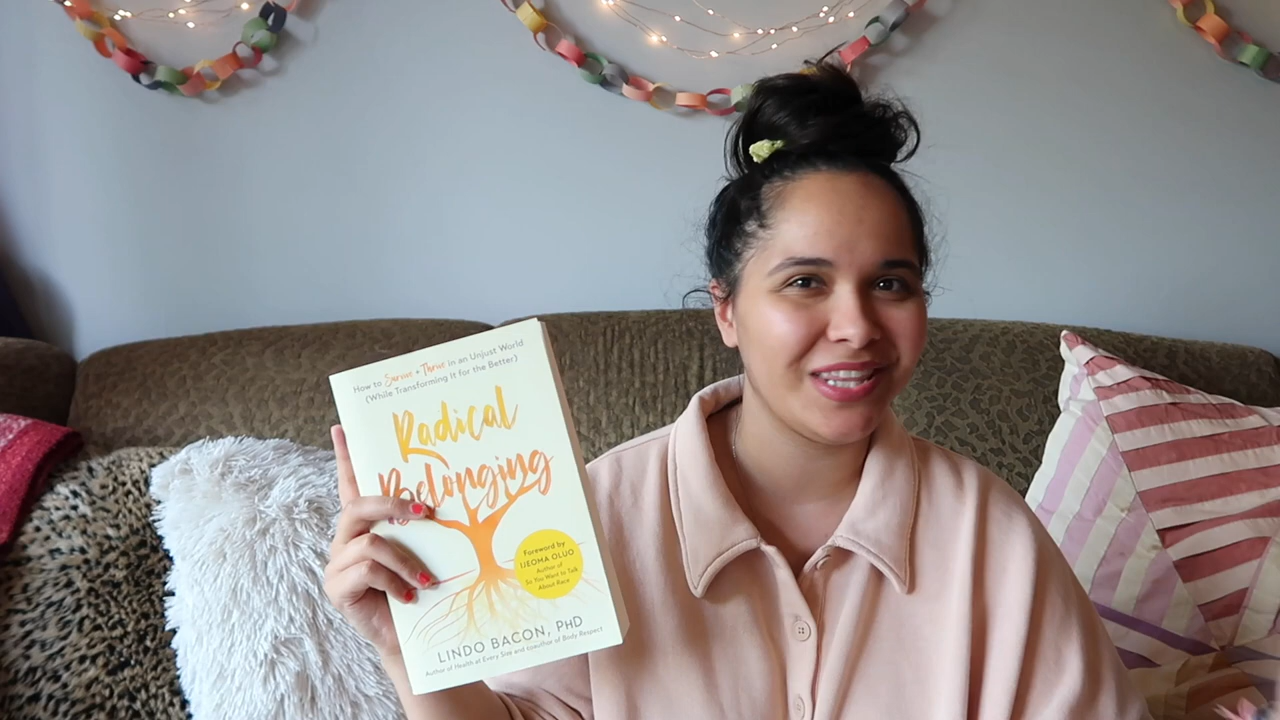 How to Survive + Thrive in an Unjust World
(While Transforming It for the Better)
Radical
Belonging
Foreword by
IJEOMA OLUO
Author of
So You Want to Talk
About Race
LINDO BACON, PHD
Author of Health at Every Size and coauthor of Body Respect